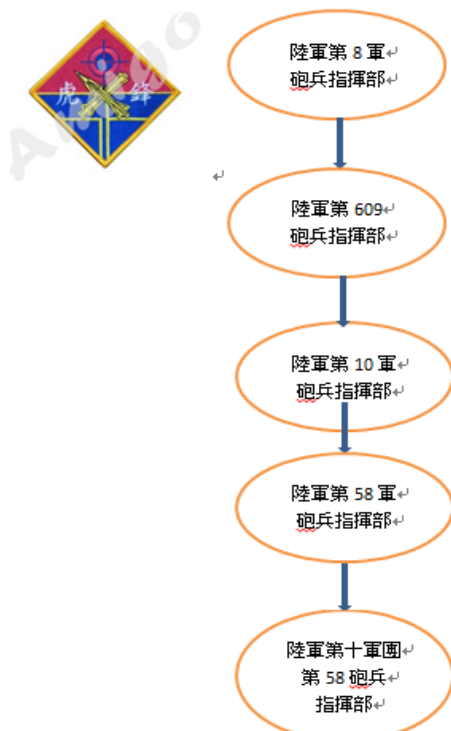 Amigo
虎 鋒
陸軍第 8 軍
砲兵指揮部
陸軍第 609
砲兵指揮部
陸軍第 10 軍
砲兵指揮部
陸軍第 58 軍
砲兵指揮部
陸軍第十軍團
第 58 砲兵
指揮部